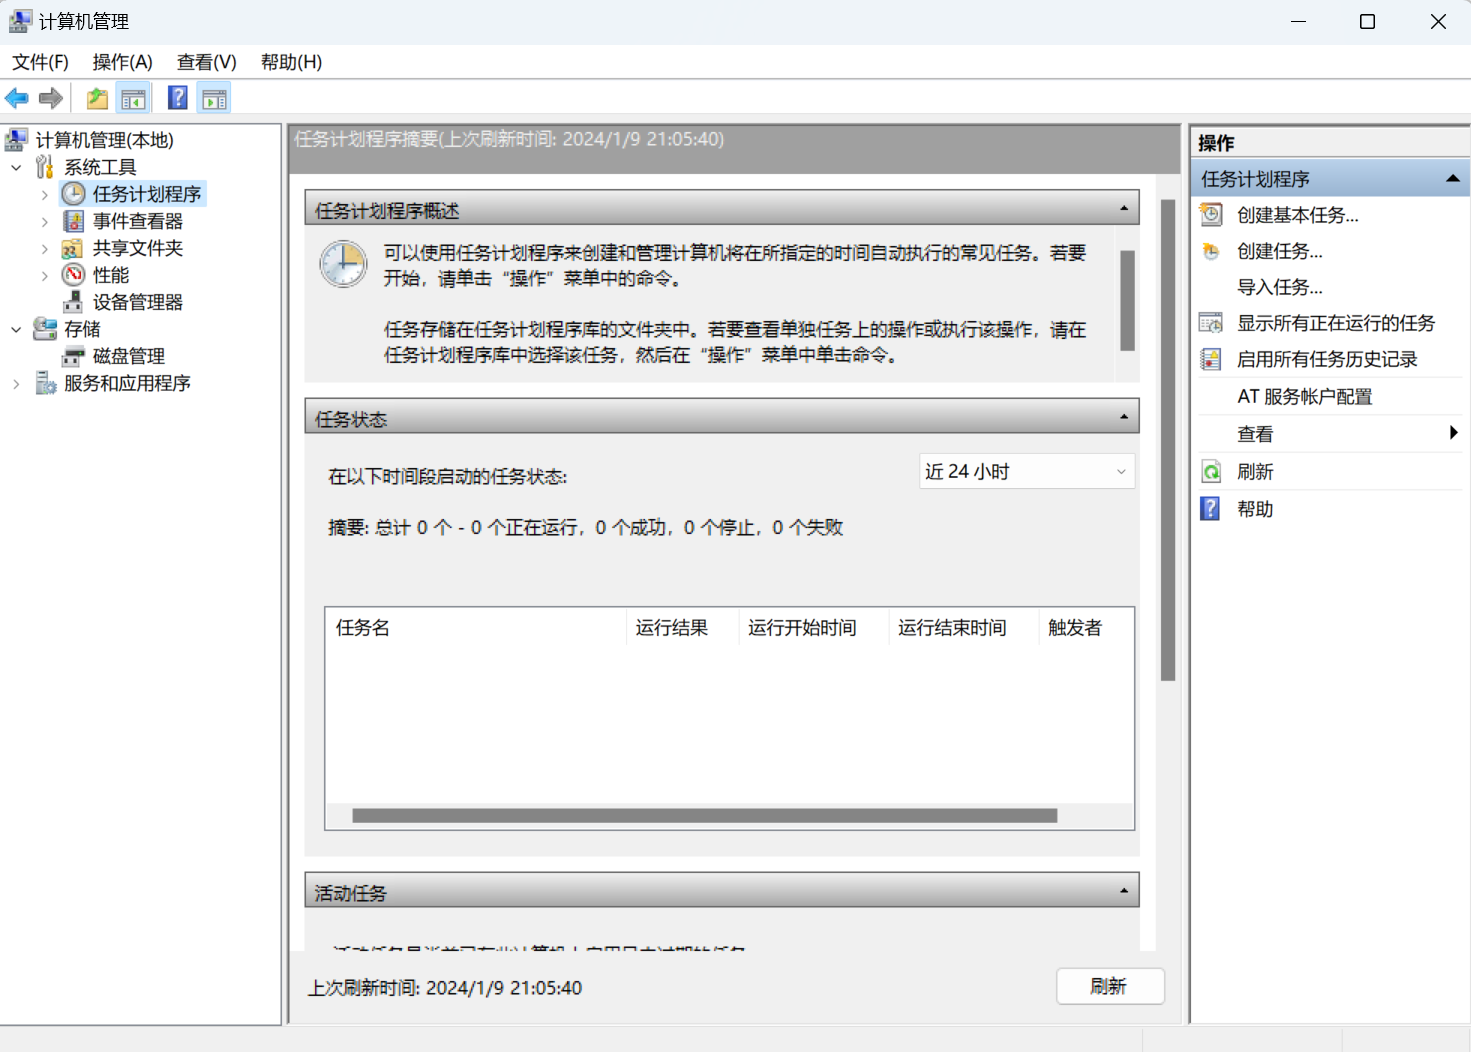 计算机管理
文件(F) 操作(A) 查看(V) 帮助(H)
计算机管理(本地)
系统工具
任务计划程序
事件查看器
共享文件夹
性能
设备管理器
存储
磁盘管理
服务和应用程序
任务计划程序摘要(上次刷新时间: 2024/1/9 21:05:40)
任务计划程序概述
可以使用任务计划程序来创建和管理计算机将在所指定的时间自动执行的常见任务。若要
开始，请单击“操作”菜单中的命令。
任务存储在任务计划程序库的文件夹中。若要查看单独任务上的操作或执行该操作，请在
任务计划程序库中选择该任务，然后在“操作”菜单中单击命令。
任务状态
在以下时间段启动的任务状态:
近 24 小时
摘要: 总计 0 个 - 0 个正在运行，0 个成功，0 个停止，0 个失败
任务名 运行结果 运行开始时间 运行结束时间 触发者
活动任务
上次刷新时间: 2024/1/9 21:05:40
刷新
操作
任务计划程序
创建基本任务...
创建任务...
导入任务...
显示所有正在运行的任务
启用所有任务历史记录
AT 服务帐户配置
查看
刷新
帮助